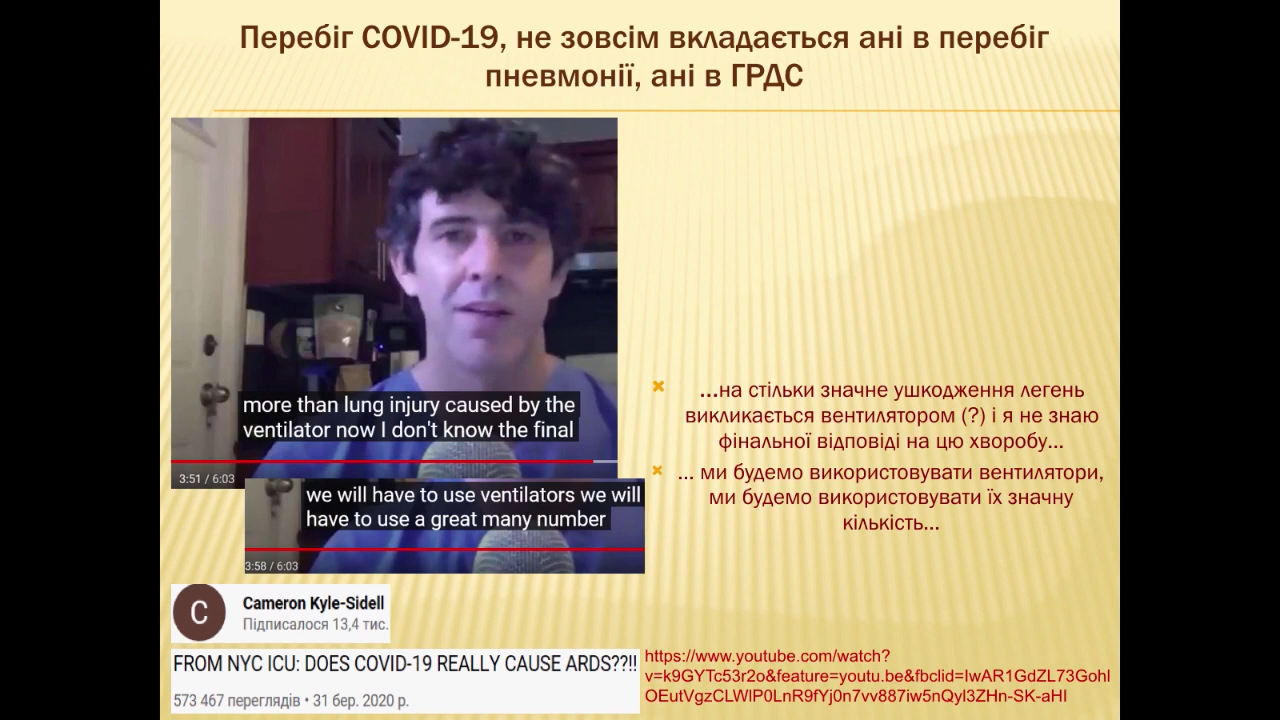 Перебіг COVID-19, не зовсім вкладається ані в перебіг
пневмонії, ані в ГРДС
more than lung injury caused by the
ventilator now I don't know the final
3:51 / 6:03
we will have to use ventilators we will
have to use a great many number
3:58 / 6:03
...на стільки значне ушкодження легень
викликається вентилятором (?) і я не знаю
фінальної відповіді на цю хворобу...
... ми будемо використовувати вентилятори,
ми будемо використовувати їх значну
кількість...
C
Cameron Kyle-Sidell
Підписалося 13,4 тис.
FROM NYC ICU: DOES COVID-19 REALLY CAUSE ARDS??!!
573 467 переглядів • 31 бер. 2020 р.
https://www.youtube.com/watch?
v=k9GYTc53r2o&feature=youtu.be&fbclid=IwAR1GdZL73Gohl
OEutVgzCLWlP0LnR9fYj0n7vv887iw5nQyl3ZHn-SK-aHI